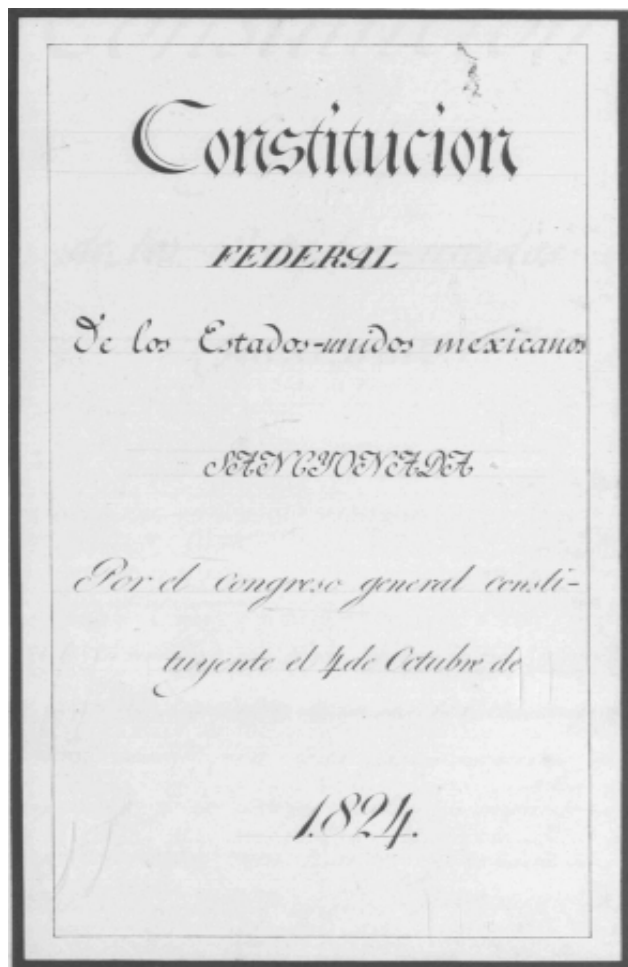 Constitucion
FEDERAL
De los Estados-unidos mexicanos
SANCIONADA
Por el congreso general consti-
tuyente el 4 de Octubre de
1824.